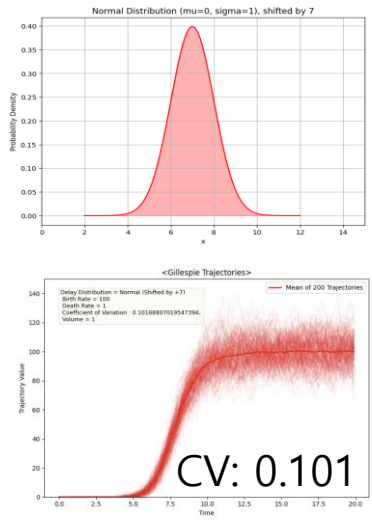 Normal Distribution (mu=0, sigma=1), shifted by 7
0.40
0.35
0.30
0.25
0.20
0.15
0.10
0.05
0.00
Probability Density
0 2 4 6 8 10 12 14
x
<Gillespie Trajectories>
Delay Distribution = Normal (Shifted by +7)
Birth Rate = 100
Death Rate = 1
Coefficient of Variation : 0.10188807019547394,
Volume = 1
Mean of 200 Trajectories
140
120
100
80
60
40
20
0
Trajectory Value
CV: 0.101
0.0 2.5 5.0 7.5 10.0 12.5 15.0 17.5 20.0
Time